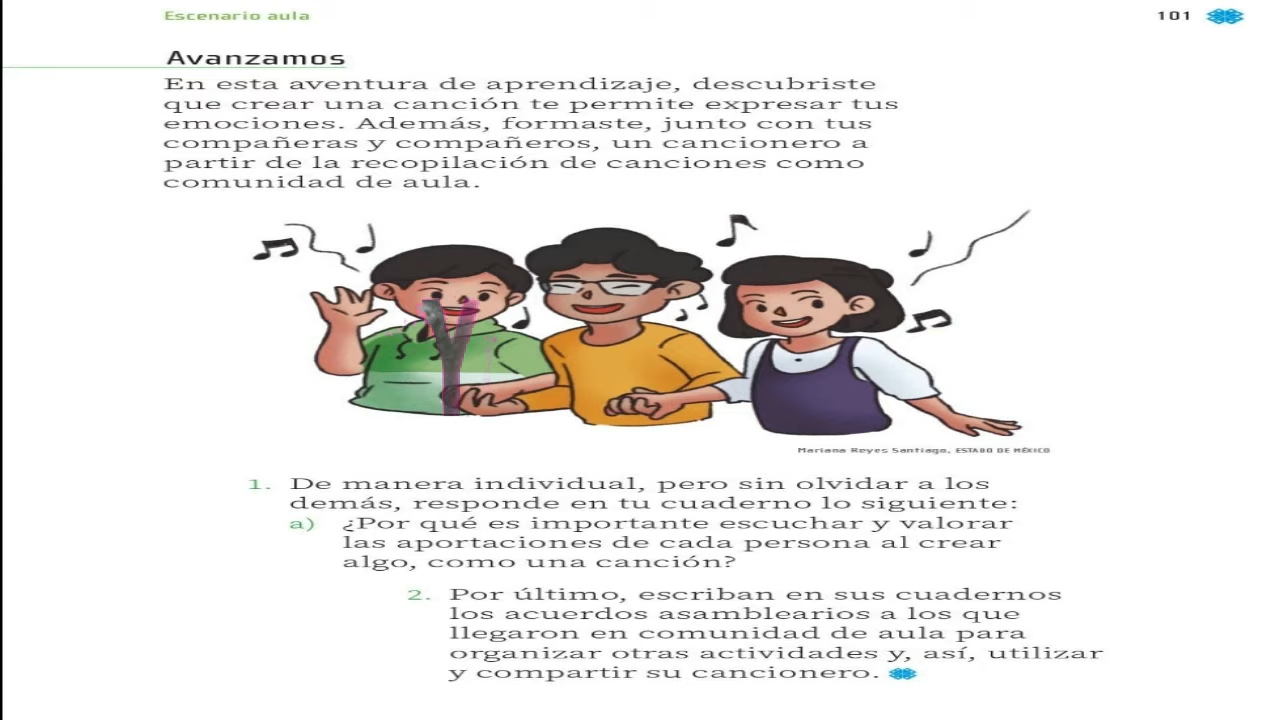 Escenario aula
101
Avanzamos
En esta aventura de aprendizaje, descubriste
que crear una canción te permite expresar tus
emociones. Además, formaste, junto con tus
compañeras y compañeros, un cancionero a
partir de la recopilación de canciones como
comunidad de aula.
Mariana Reyes Santiago, ESTADO DE MÉXICO
1. De manera individual, pero sin olvidar a los
demás, responde en tu cuaderno lo siguiente:
a) ¿Por qué es importante escuchar y valorar
las aportaciones de cada persona al crear
algo, como una canción?
2. Por último, escriban en sus cuadernos
los acuerdos asamblearios a los que
llegaron en comunidad de aula para
organizar otras actividades y, así, utilizar
y compartir su cancionero.